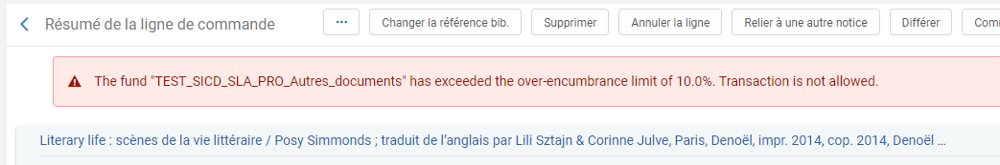 Résumé de la ligne de commande ... Changer la référence bib. Supprimer Annuler la ligne Relier à une autre notice Différer Comm
The fund "TEST_SICD_SLA_PRO_Autres_documents" has exceeded the over-encumbrance limit of 10.0%. Transaction is not allowed.
Literary life : scènes de la vie littéraire / Posy Simmonds ; traduit de l'anglais par Lili Sztajn & Corinne Julve, Paris, Denoël, impr. 2014, cop. 2014, Denoël ...